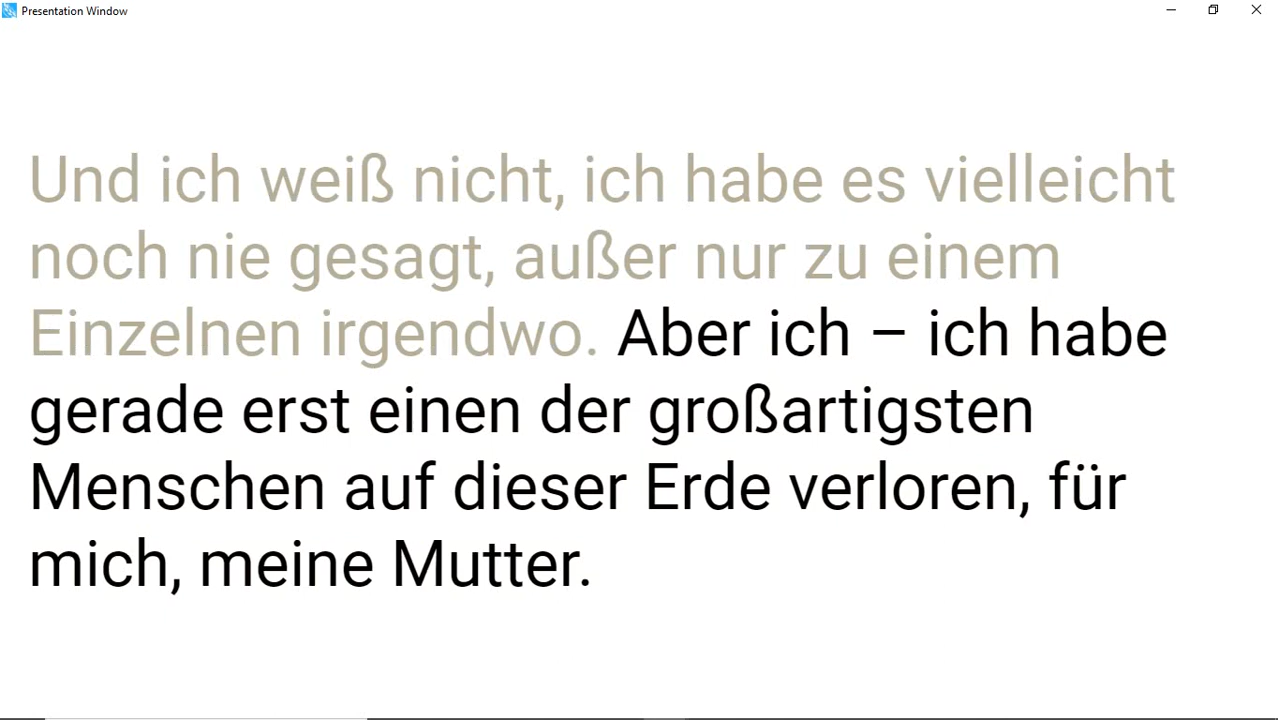 Presentation Window
Und ich weiß nicht, ich habe es vielleicht
noch nie gesagt, außer nur zu einem
Einzelnen irgendwo. Aber ich – ich habe
gerade erst einen der großartigsten
Menschen auf dieser Erde verloren, für
mich, meine Mutter.